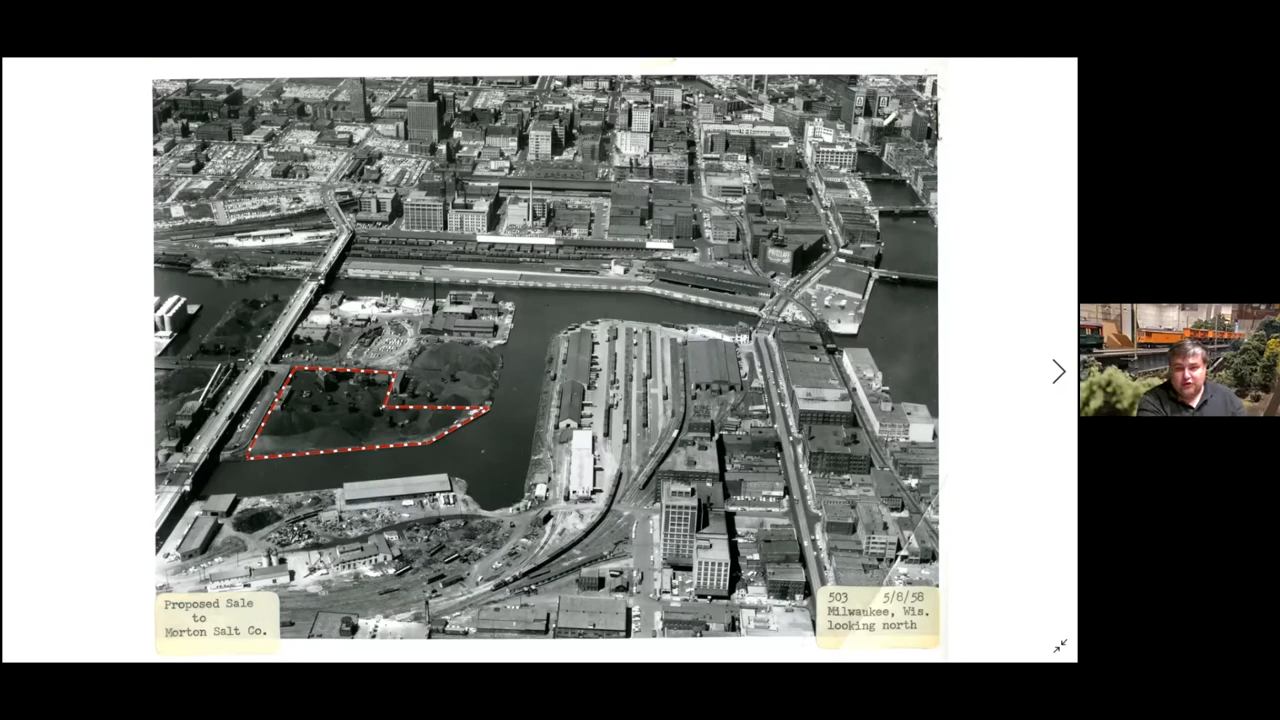 Proposed Sale
to
Morton Salt Co.
503 5/8/58
Milwaukee, Wis.
looking north